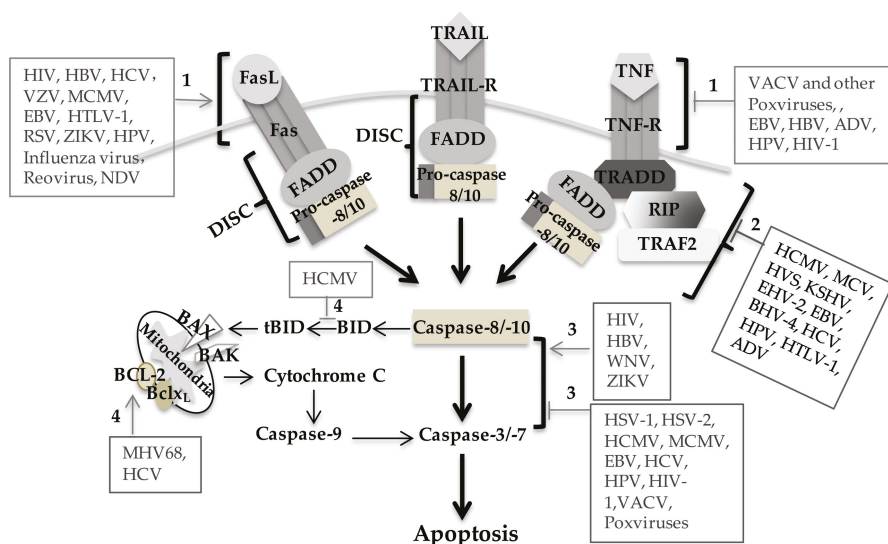 TRAIL
HIV, HBV, HCV,
VZV, MCMV,
EBV, HTLV-1,
RSV, ZIKV, HPV,
Influenza virus,
Reovirus, NDV
1
FasL
Fas
FADD
Pro-caspase
-8/10
DISC
TRAIL-R
DISC
FADD
Pro-caspase
8/10
TNF
TNF-R
TRADD
FADD
Pro-caspase
-8/10
RIP
TRAF2
1
VACV and other
Poxviruses, ,
EBV, HBV, ADV,
HPV, HIV-1
2
HCMV, MCV,
HVS, KSHV,
EHV-2, EBV,
BHV-4, HCV,
HPV, HTLV-1,
ADV
HCMV
4
BAX
tBID
BID
Caspase-8/-10
3
HIV,
HBV,
WNV,
ZIKV
Mitochondria
BAK
BCL-2
BclxL
Cytochrome C
4
MHV68,
HCV
Caspase-9
Caspase-3/-7
3
HSV-1, HSV-2,
HCMV, MCMV,
EBV, HCV,
HPV, HIV-
1,VACV,
Poxviruses
Apoptosis